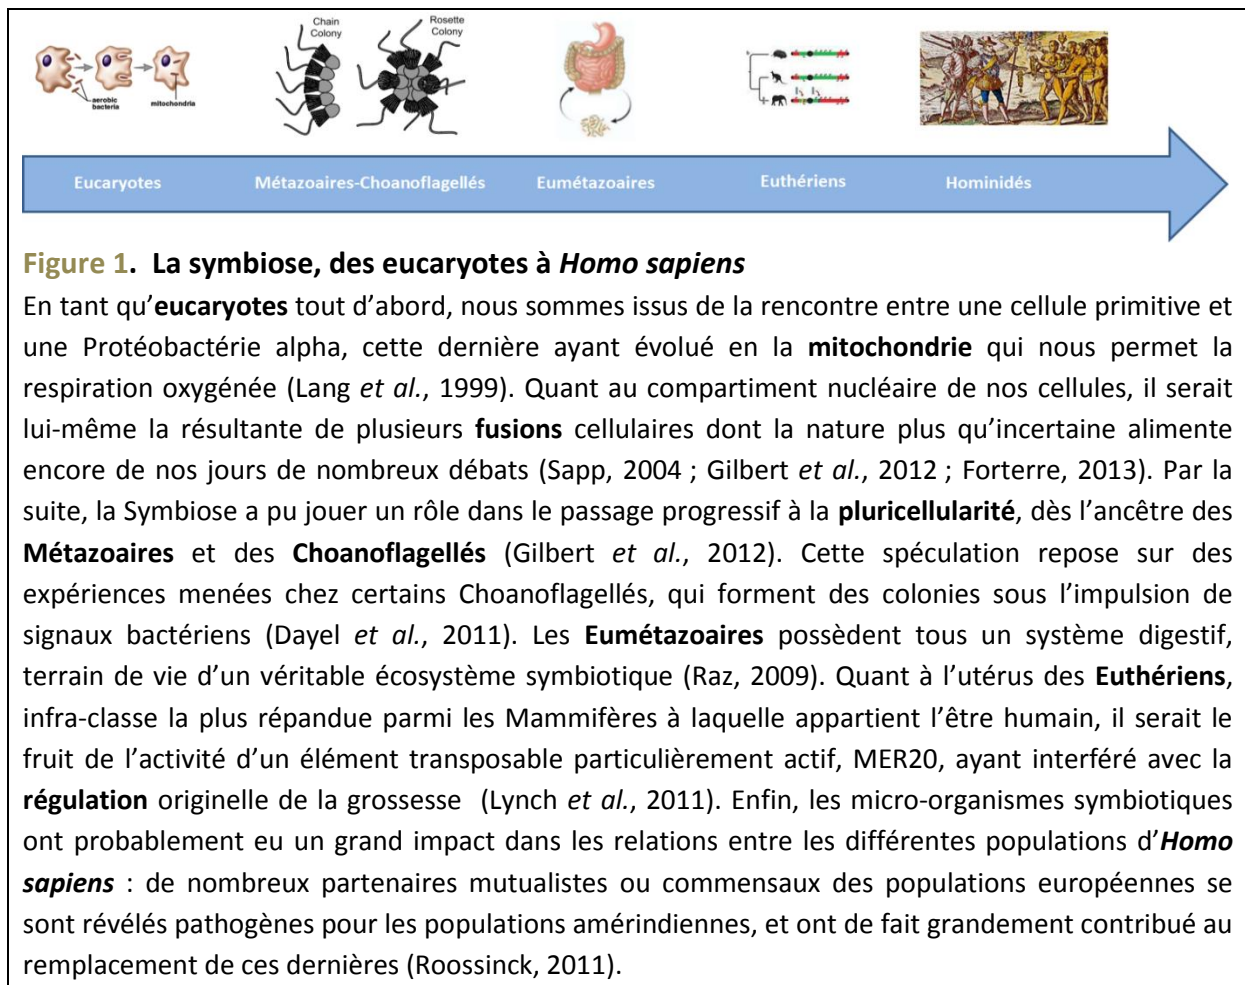 Chain
Colony
Rosette
Colony
aerobic
bacteria
mitochondria
Eucaryotes
Métazoaires-Choanoflagellés
Eumétazoaires
Euthériens
Hominidés
Figure 1. La symbiose, des eucaryotes à Homo sapiens
En tant qu’eucaryotes tout d’abord, nous sommes issus de la rencontre entre une cellule primitive et
une Protéobactérie alpha, cette dernière ayant évolué en la mitochondrie qui nous permet la
respiration oxygénée (Lang et al., 1999). Quant au compartiment nucléaire de nos cellules, il serait
lui-même la résultante de plusieurs fusions cellulaires dont la nature plus qu’incertaine alimente
encore de nos jours de nombreux débats (Sapp, 2004 ; Gilbert et al., 2012 ; Forterre, 2013). Par la
suite, la Symbiose a pu jouer un rôle dans le passage progressif à la pluricellularité, dès l’ancêtre des
Métazoaires et des Choanoflagellés (Gilbert et al., 2012). Cette spéculation repose sur des
expériences menées chez certains Choanoflagellés, qui forment des colonies sous l’impulsion de
signaux bactériens (Dayel et al., 2011). Les Eumétazoaires possèdent tous un système digestif,
terrain de vie d’un véritable écosystème symbiotique (Raz, 2009). Quant à l’utérus des Euthériens,
infra-classe la plus répandue parmi les Mammifères à laquelle appartient l’être humain, il serait le
fruit de l’activité d’un élément transposable particulièrement actif, MER20, ayant interféré avec la
régulation originelle de la grossesse (Lynch et al., 2011). Enfin, les micro-organismes symbiotiques
ont probablement eu un grand impact dans les relations entre les différentes populations d’Homo
sapiens : de nombreux partenaires mutualistes ou commensaux des populations européennes se
sont révélés pathogènes pour les populations amérindiennes, et ont de fait grandement contribué au
remplacement de ces dernières (Roossinck, 2011).